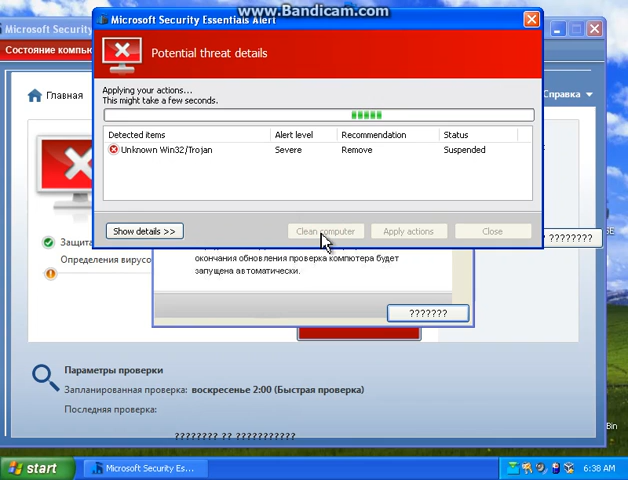 www.Bandicam.com
Microsoft Security Essentials Alert
Microsoft Security
Состояние компью
Potential threat details
Главная
Справка
Applying your actions...
This might take a few seconds.
Detected items Alert level Recommendation Status
Unknown Win32/Trojan Severe Remove Suspended
Show details >> Clean computer Apply actions Close
Защита
????????
Определения вирусо
окончания обновления проверка компютера будет
запущена автоматически.
???????
Параметры проверки
Запланированная проверка: воскресенье 2:00 (Быстрая проверка)
Последняя проверка:
???????? ?? ???????????
Bin
start Microsoft Security Es... 6:38 AM